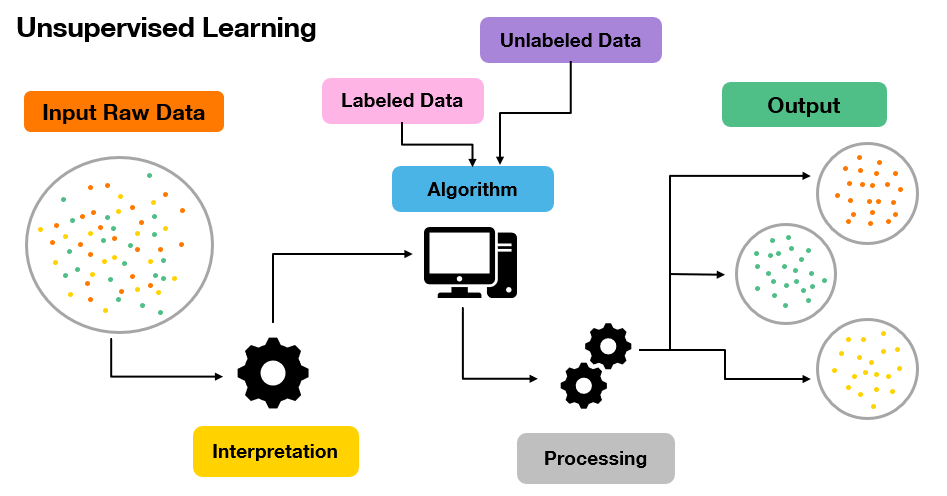 Unsupervised Learning
Unlabeled Data
Labeled Data
Input Raw Data
Output
Algorithm
Interpretation
Processing